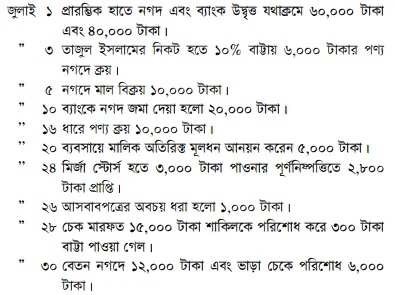 জুলাই ১ প্রারম্ভিক হাতে নগদ এবং ব্যাংক উদ্বৃত্ত যথাক্রমে ৬০,০০০ টাকা
এবং ৪০,০০০ টাকা।
" ৩ তাজুল ইসলামের নিকট হতে ১০% বাট্টায় ৬,০০০ টাকার পণ্য
নগদে ক্রয়।
" ৫ নগদে মাল বিক্রয় ১০,০০০ টাকা।
" ১০ ব্যাংকে নগদ জমা দেয়া হলো ২০,০০০ টাকা।
" ১৬ ধারে পণ্য ক্রয় ১০,০০০ টাকা।
" ২০ ব্যবসায়ে মালিক অতিরিক্ত মূলধন আনয়ন করেন ৫,০০০ টাকা।
" ২৪ মির্জা স্টোর্স হতে ৩,০০০ টাকা পাওনার পূর্ণনিষ্পত্তিতে ২,৮০০
টাকা প্রাপ্তি।
" ২৬ আসবাবপত্রের অবচয় ধরা হলো ১,০০০ টাকা।
" ২৮ চেক মারফত ১৫,০০০ টাকা শাকিলকে পরিশোধ করে ৩০০ টাকা
বাট্টা পাওয়া গেল।
" ৩০ বেতন নগদে ১২,০০০ টাকা এবং ভাড়া চেকে পরিশোধ ৬,০০০
টাকা।